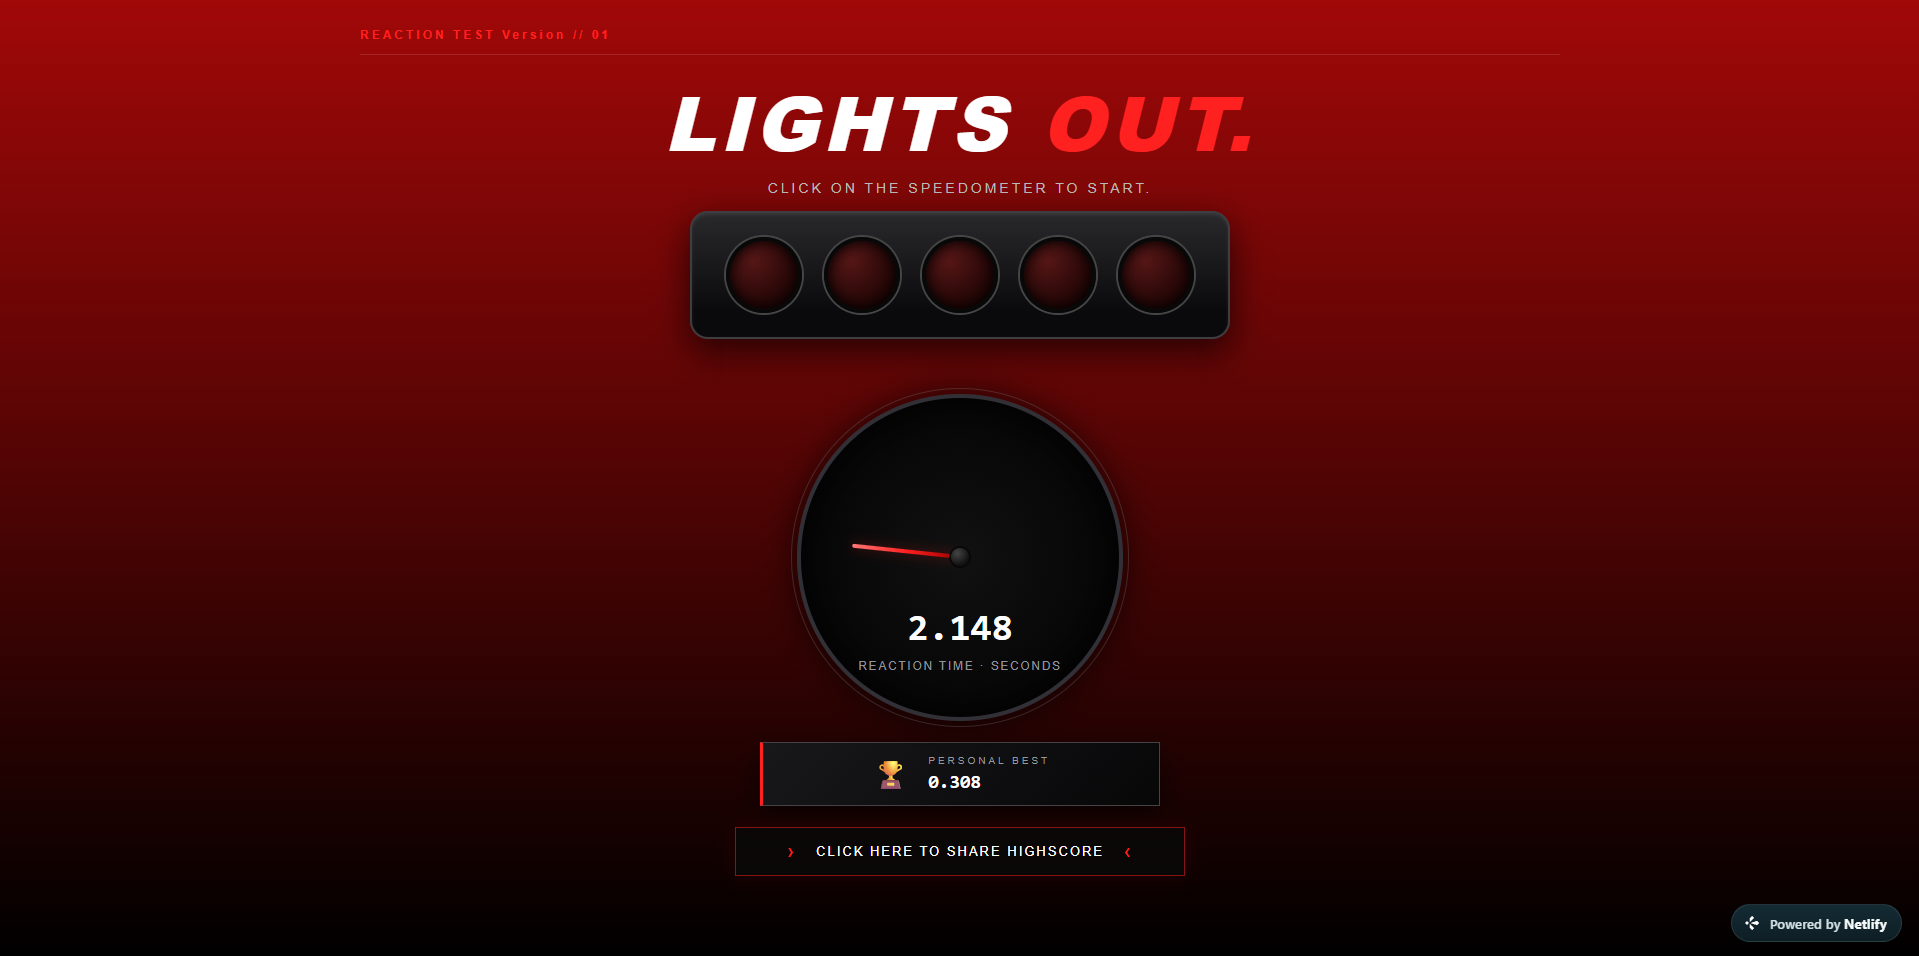 REACTION TEST Version // 01
LIGHTS OUT.
CLICK ON THE SPEEDOMETER TO START.
2.148
REACTION TIME · SECONDS
PERSONAL BEST
0.308
› CLICK HERE TO SHARE HIGHSCORE ‹
Powered by Netlify